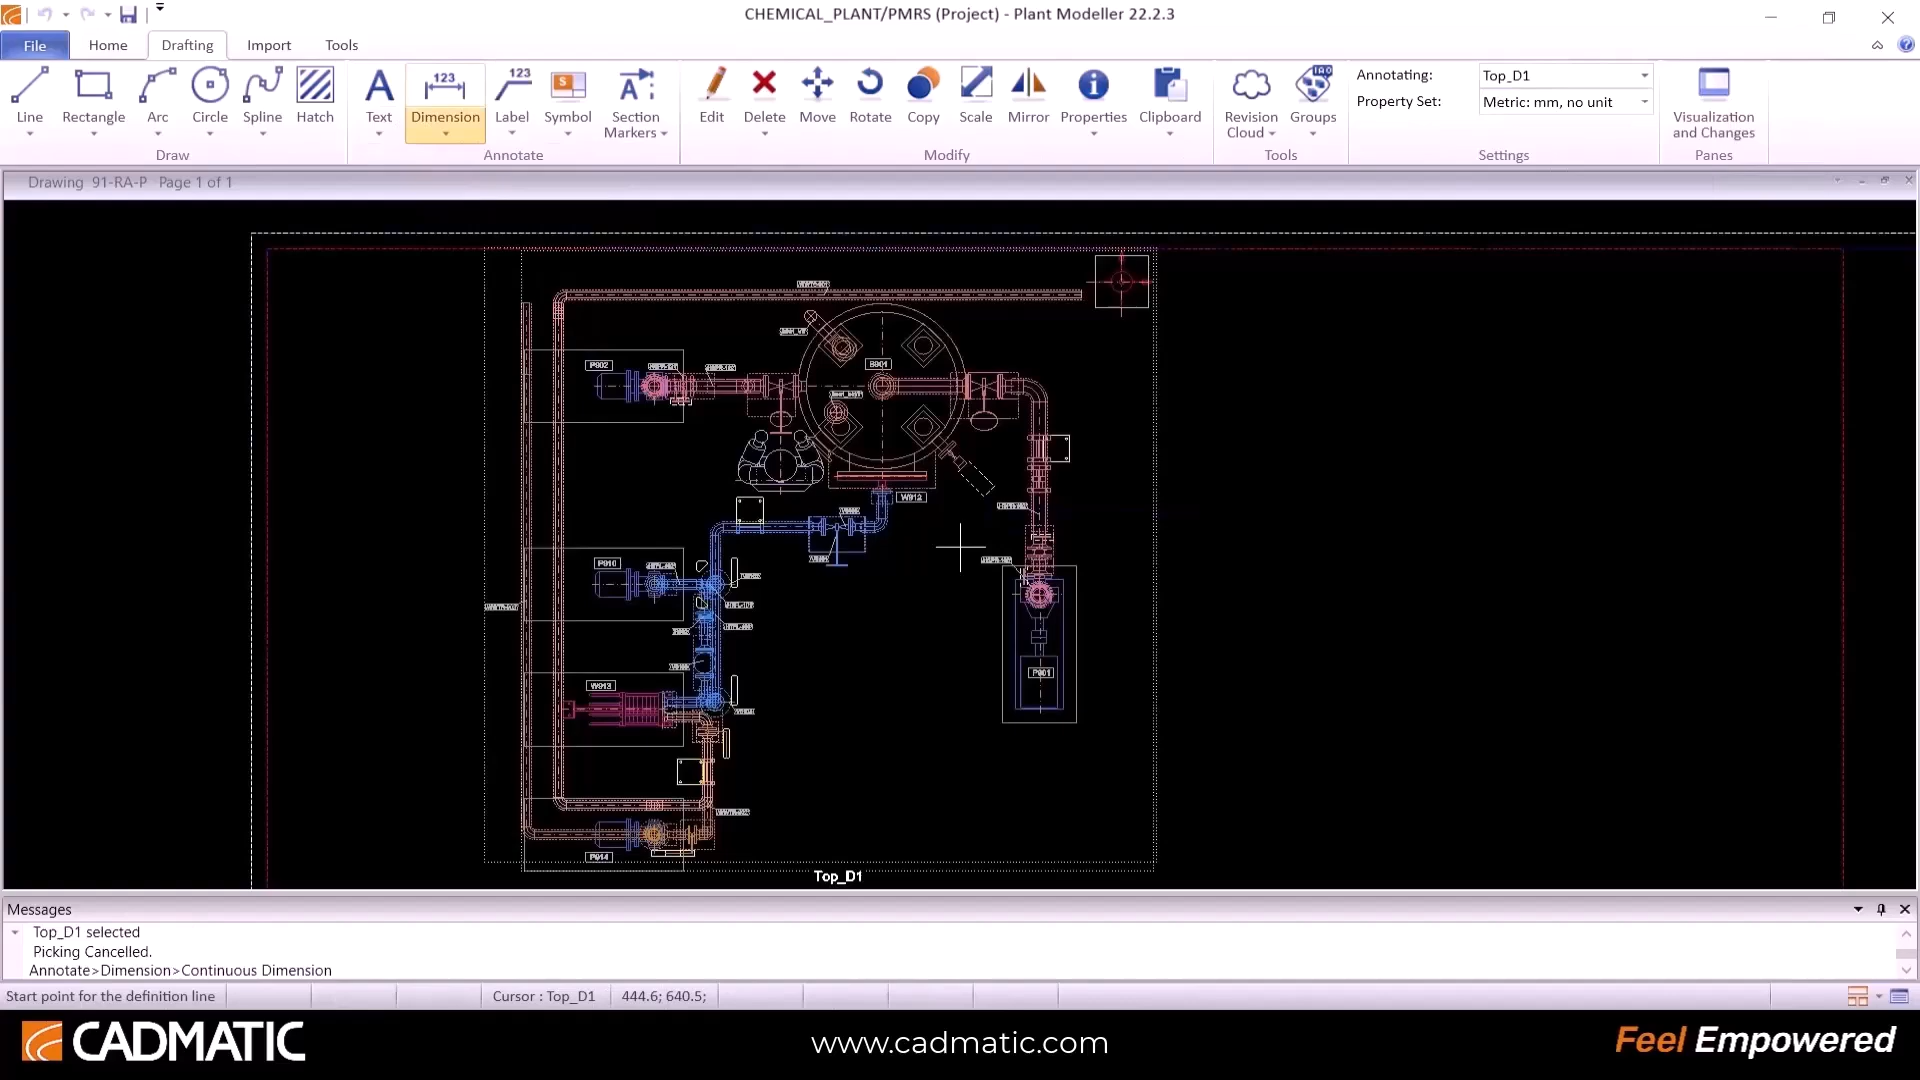 CHEMICAL_PLANT/PMRS (Project) - Plant Modeller 22.2.3
File Home Drafting Import Tools
Line Rectangle Arc Circle Spline Hatch
Draw
Text Dimension Label Symbol Section Markers
123 123 S A A
Annotate
Edit Delete Move Rotate Copy Scale Mirror Properties Clipboard
Modify
Revision Cloud Groups
Tools
Annotating: Top_D1
Property Set: Metric: mm, no unit
Settings
Visualization and Changes
Panes
Drawing 91-RA-P Page 1 of 1
P902
B901
W912
P910
W913
P901
P914
Top_D1
Messages
Top_D1 selected
Picking Cancelled.
Annotate>Dimension>Continuous Dimension
Start point for the definition line Cursor : Top_D1 444.6; 640.5;
CADMATIC www.cadmatic.com Feel Empowered